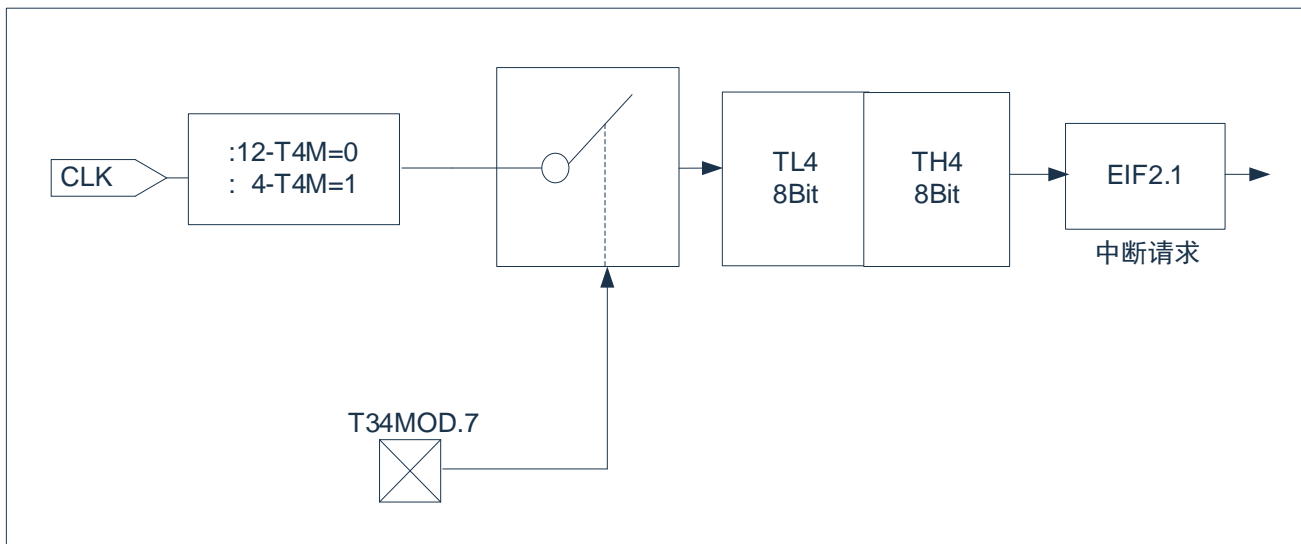 CLK
:12-T4M=0
: 4-T4M=1
TL4
8Bit
TH4
8Bit
EIF2.1
中断请求
T34MOD.7